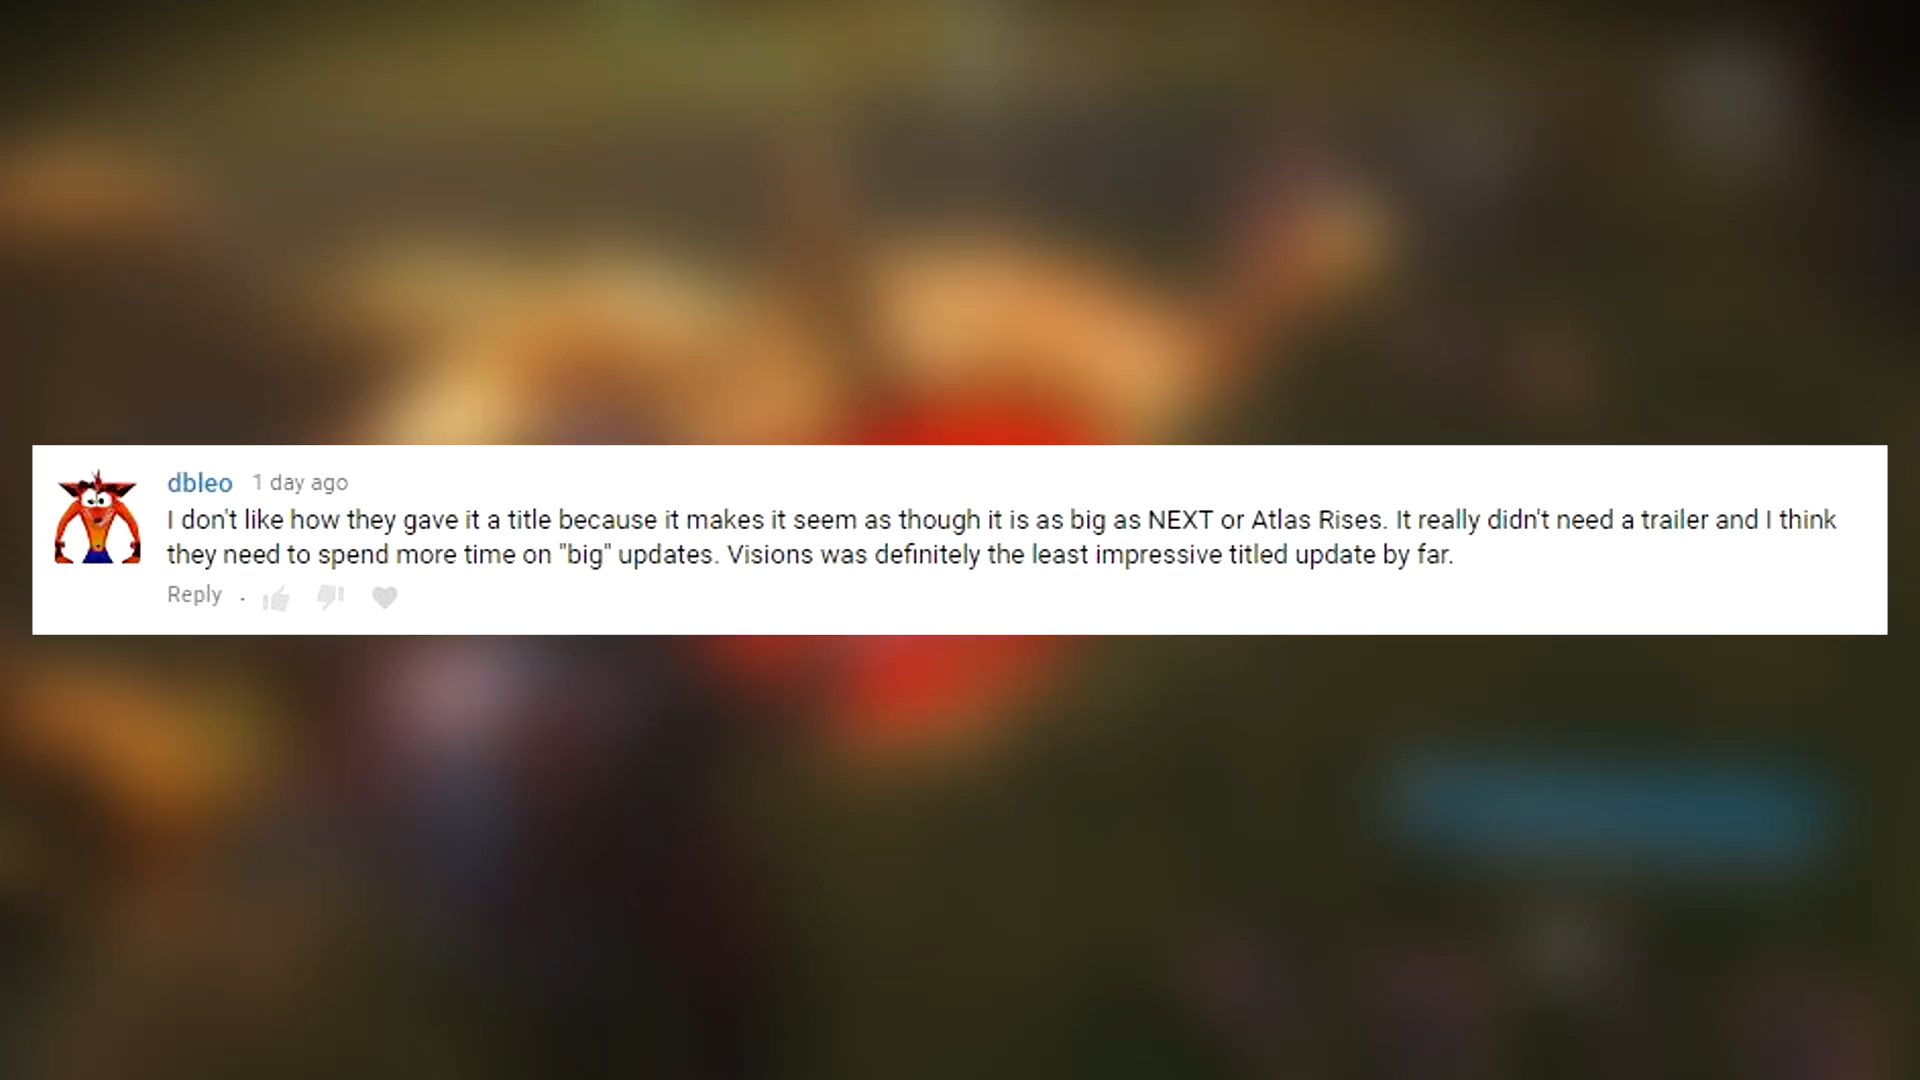 dbleo 1 day ago
I don't like how they gave it a title because it makes it seem as though it is as big as NEXT or Atlas Rises. It really didn't need a trailer and I think
they need to spend more time on "big" updates. Visions was definitely the least impressive titled update by far.
Reply .